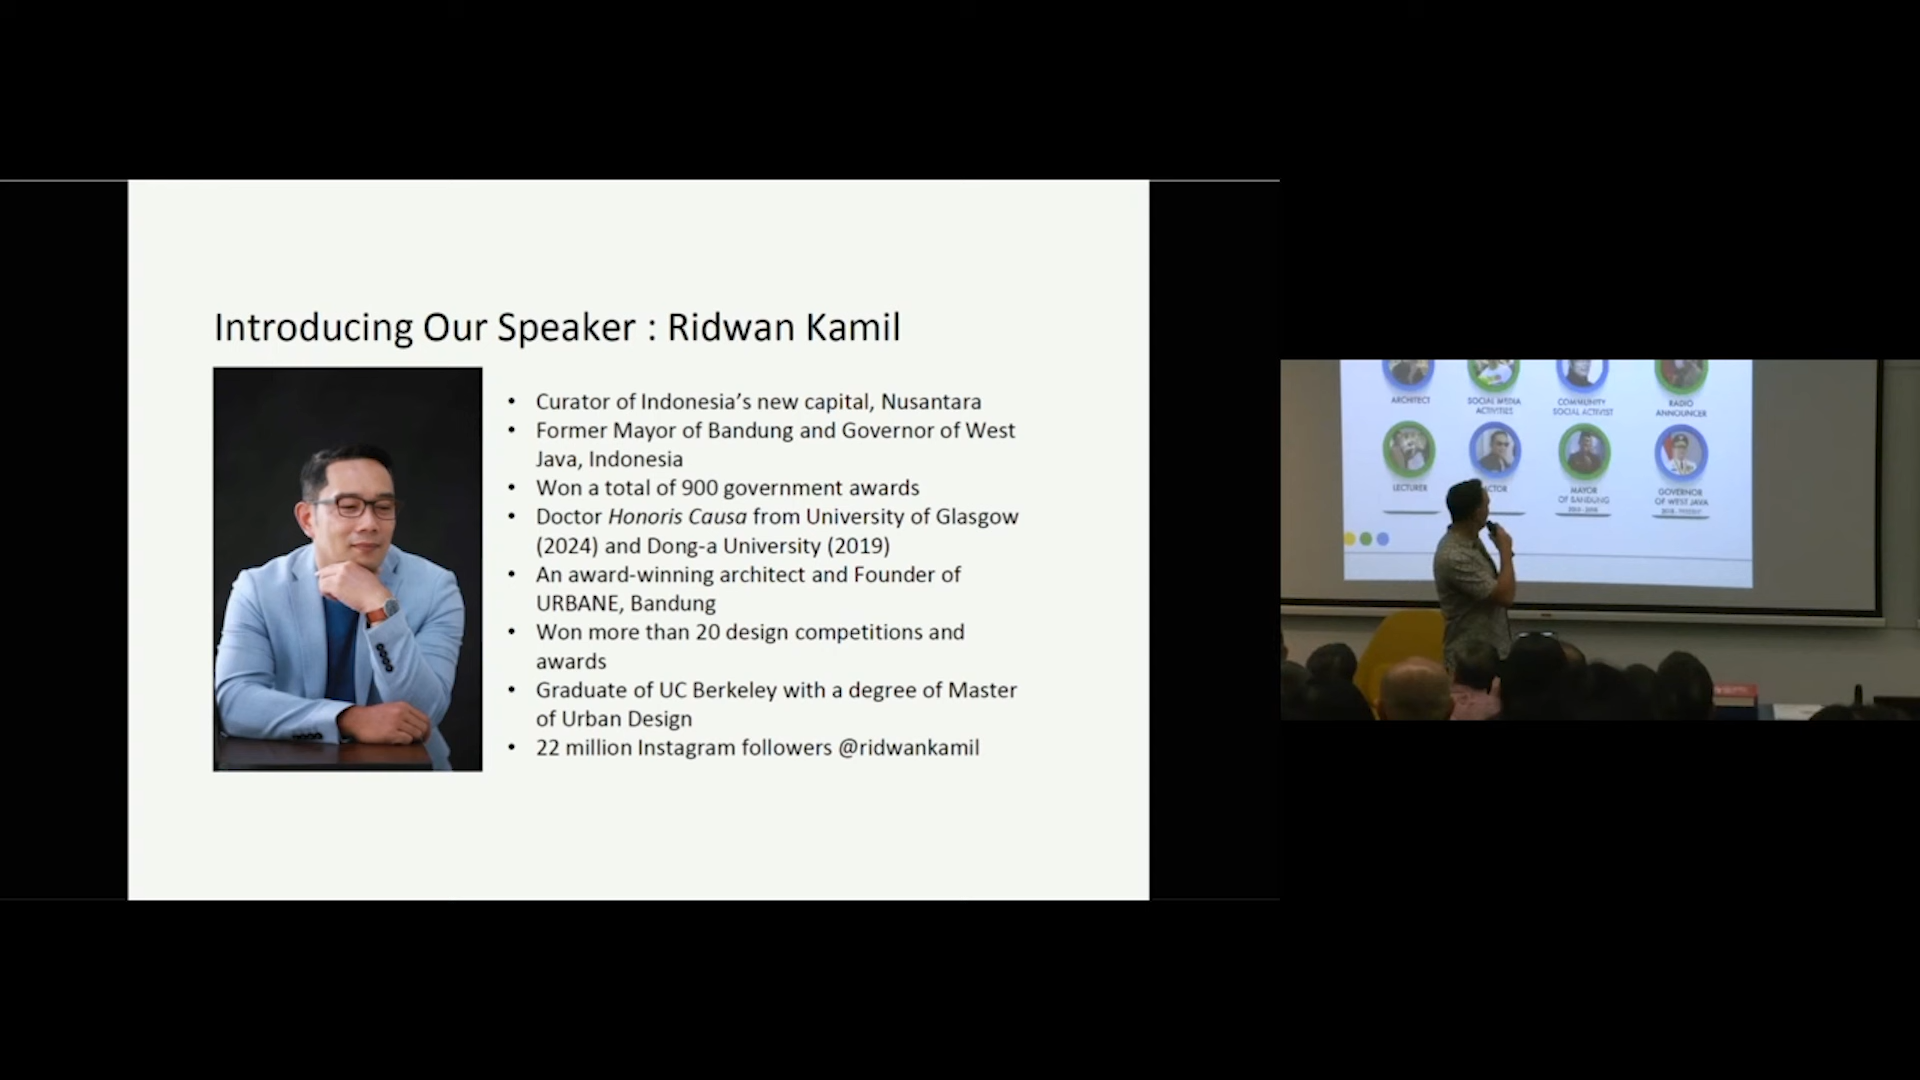 Introducing Our Speaker : Ridwan Kamil
• Curator of Indonesia’s new capital, Nusantara
• Former Mayor of Bandung and Governor of West
Java, Indonesia
• Won a total of 900 government awards
• Doctor Honoris Causa from University of Glasgow
(2024) and Dong-a University (2019)
• An award-winning architect and Founder of
URBANE, Bandung
• Won more than 20 design competitions and
awards
• Graduate of UC Berkeley with a degree of Master
of Urban Design
• 22 million Instagram followers @ridwankamil
ARCHITECT
SOCIAL MEDIA
ACTIVITIES
COMMUNITY
SOCIAL ACTIVIST
RADIO
ANNOUNCER
LECTURER
MAYOR
OF BANDUNG
GOVERNOR
OF WEST JAVA